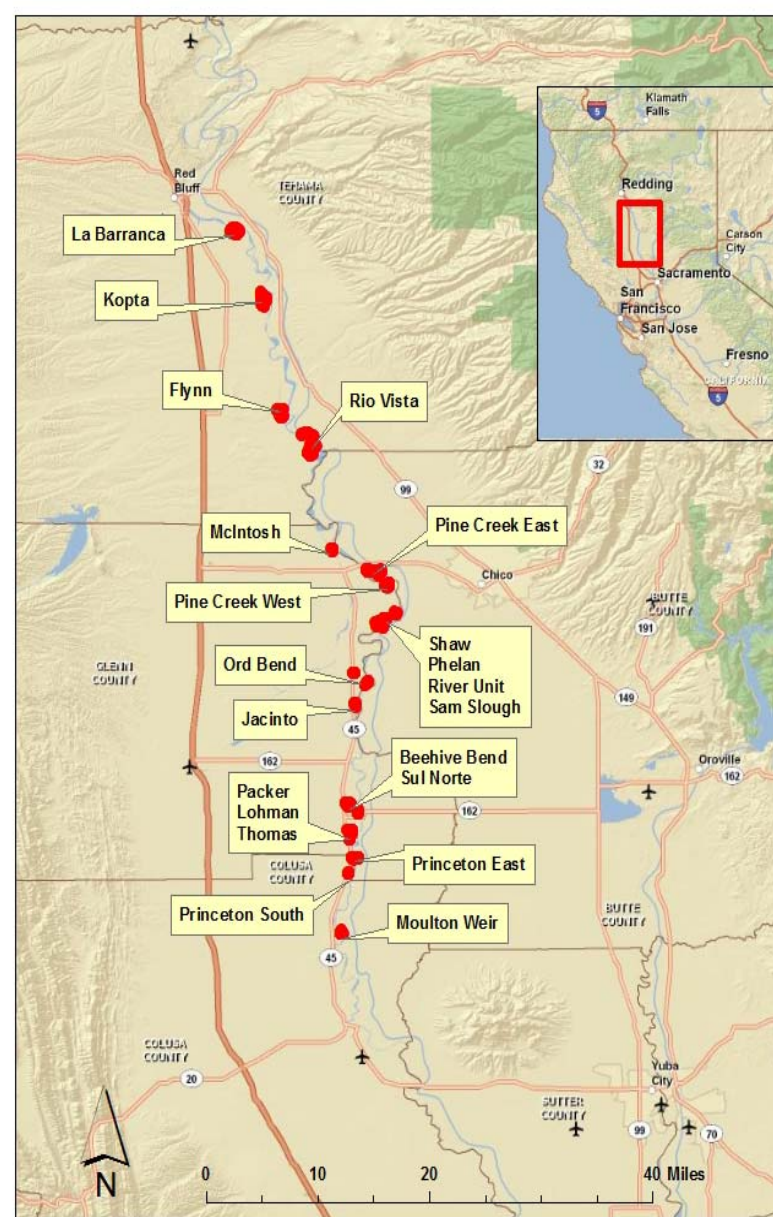 Klamath
Falls
5
Redding
Carson
City
Sacramento
San
Francisco
San Jose
Fresno
CALIFORNIA
5
Red
Bluff
TEHAMA
COUNTY
La Barranca
Kopta
Flynn
Rio Vista
32
99
McIntosh
Pine Creek East
Chico
Pine Creek West
BUTTE
COUNTY
191
Shaw
Phelan
River Unit
Sam Slough
GLENN
COUNTY
Ord Bend
149
Jacinto
45
162
Oroville
162
Beehive Bend
Sul Norte
Packer
Lohman
Thomas
162
COLUSA
COUNTY
Princeton East
Princeton South
Moulton Weir
BUTTE
COUNTY
45
COLUSA
COUNTY
20
Yuba
City
SUTTER
COUNTY
99
70
N
0 10 20 40 Miles